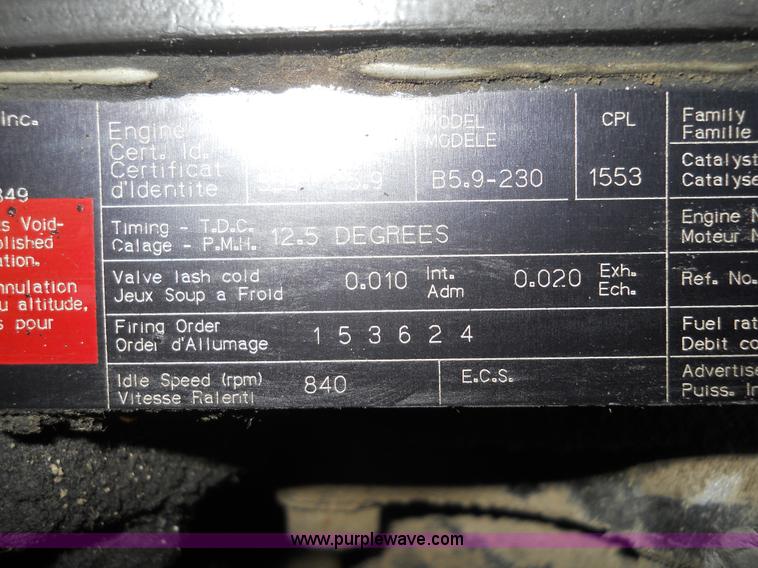 Inc.
Engine
Cert. Id.
Certificat
d'Identite
MODEL
MODELE
B5.9-230
CPL
1553
Family
Familie
Catalyst
Catalyse
849
s Void-
olished
ation.
nnulation
u altitude,
s pour
Timing - T.D.C.
Calage - P.M.H. 12.5 DEGREES
Engine N
Moteur N
Valve lash cold
Jeux Soup a Froid
0.010 Int.
Adm
0.020 Exh.
Ech.
Ref. No.
Firing Order
Ordei d'Allumage
1 5 3 6 2 4
Fuel rat
Debit co
Idle Speed (rpm)
Vitesse Ralenti
840
E.C.S.
Advertise
Puiss. In
www.purplewave.com